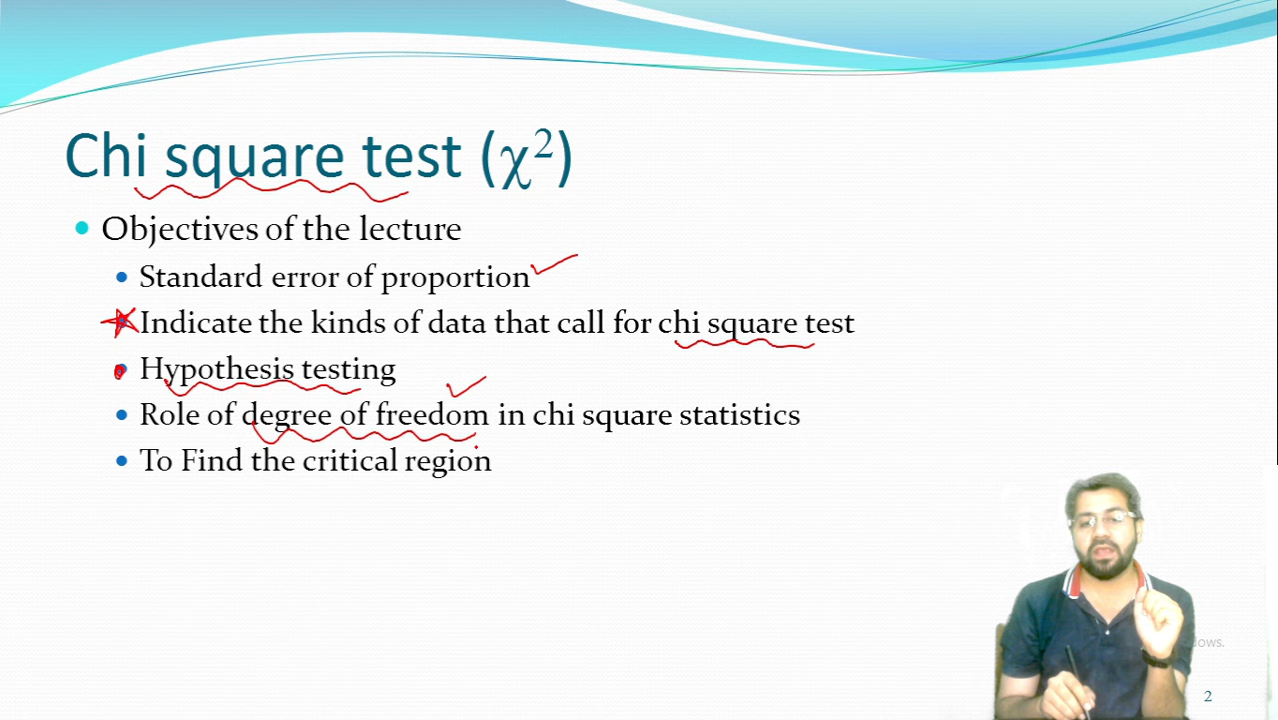 Chi square test (χ²)
Objectives of the lecture
Standard error of proportion
Indicate the kinds of data that call for chi square test
Hypothesis testing
Role of degree of freedom in chi square statistics
To Find the critical region
2